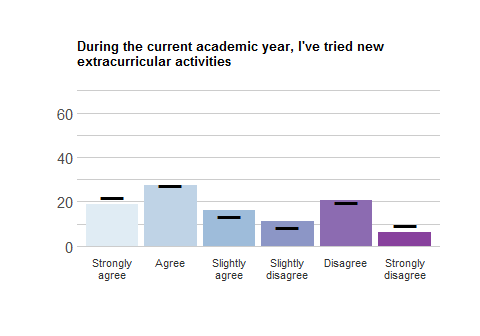 During the current academic year, I've tried new
extracurricular activities
60
40
20
0
Strongly
agree
Agree
Slightly
agree
Slightly
disagree
Disagree
Strongly
disagree